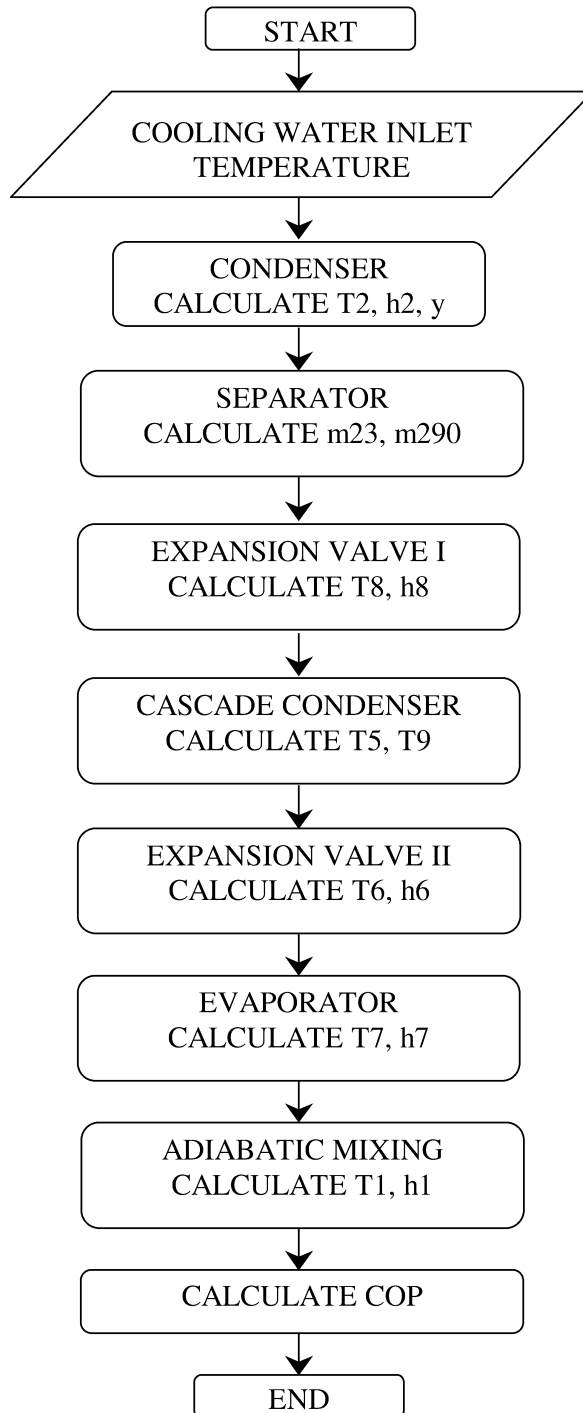 START
COOLING WATER INLET
TEMPERATURE
CONDENSER
CALCULATE T2, h2, y
SEPARATOR
CALCULATE m23, m290
EXPANSION VALVE I
CALCULATE T8, h8
CASCADE CONDENSER
CALCULATE T5, T9
EXPANSION VALVE II
CALCULATE T6, h6
EVAPORATOR
CALCULATE T7, h7
ADIABATIC MIXING
CALCULATE T1, h1
CALCULATE COP
END